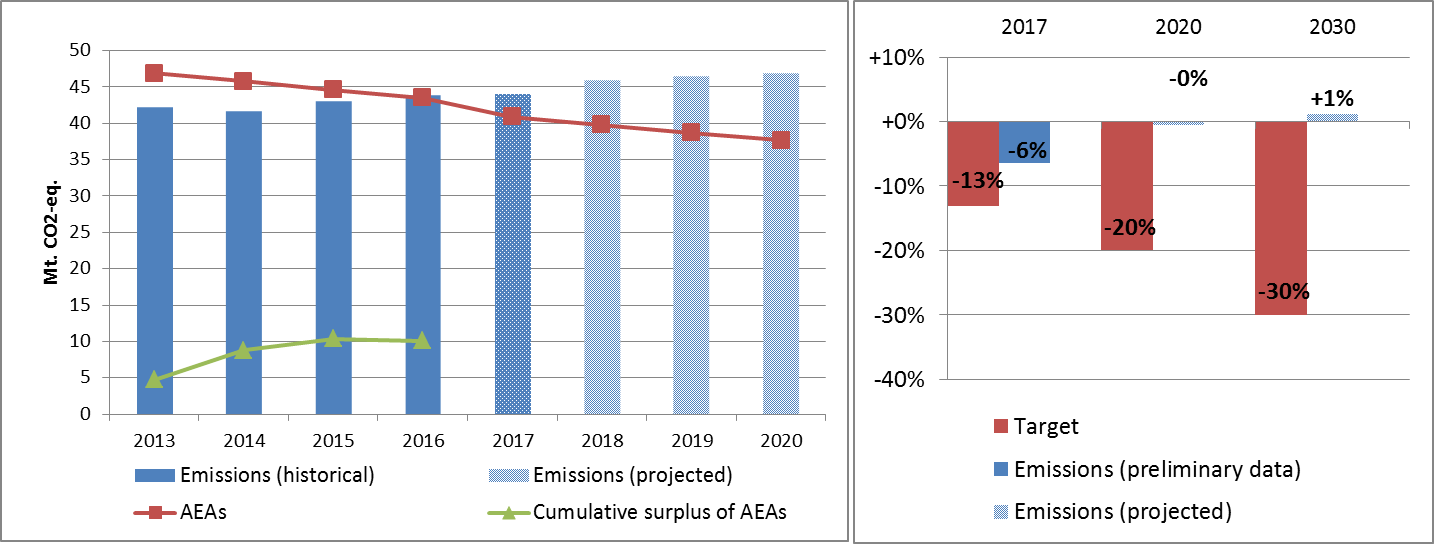 Mt. CO2-eq.
50
45
40
35
30
25
20
15
10
5
0
2013 2014 2015 2016 2017 2018 2019 2020
Emissions (historical) Emissions (projected)
AEAs Cumulative surplus of AEAs
2017 2020 2030
+10%
+0%
-10%
-20%
-30%
-40%
-0%
+1%
-6%
-13%
-20%
-30%
Target
Emissions (preliminary data)
Emissions (projected)